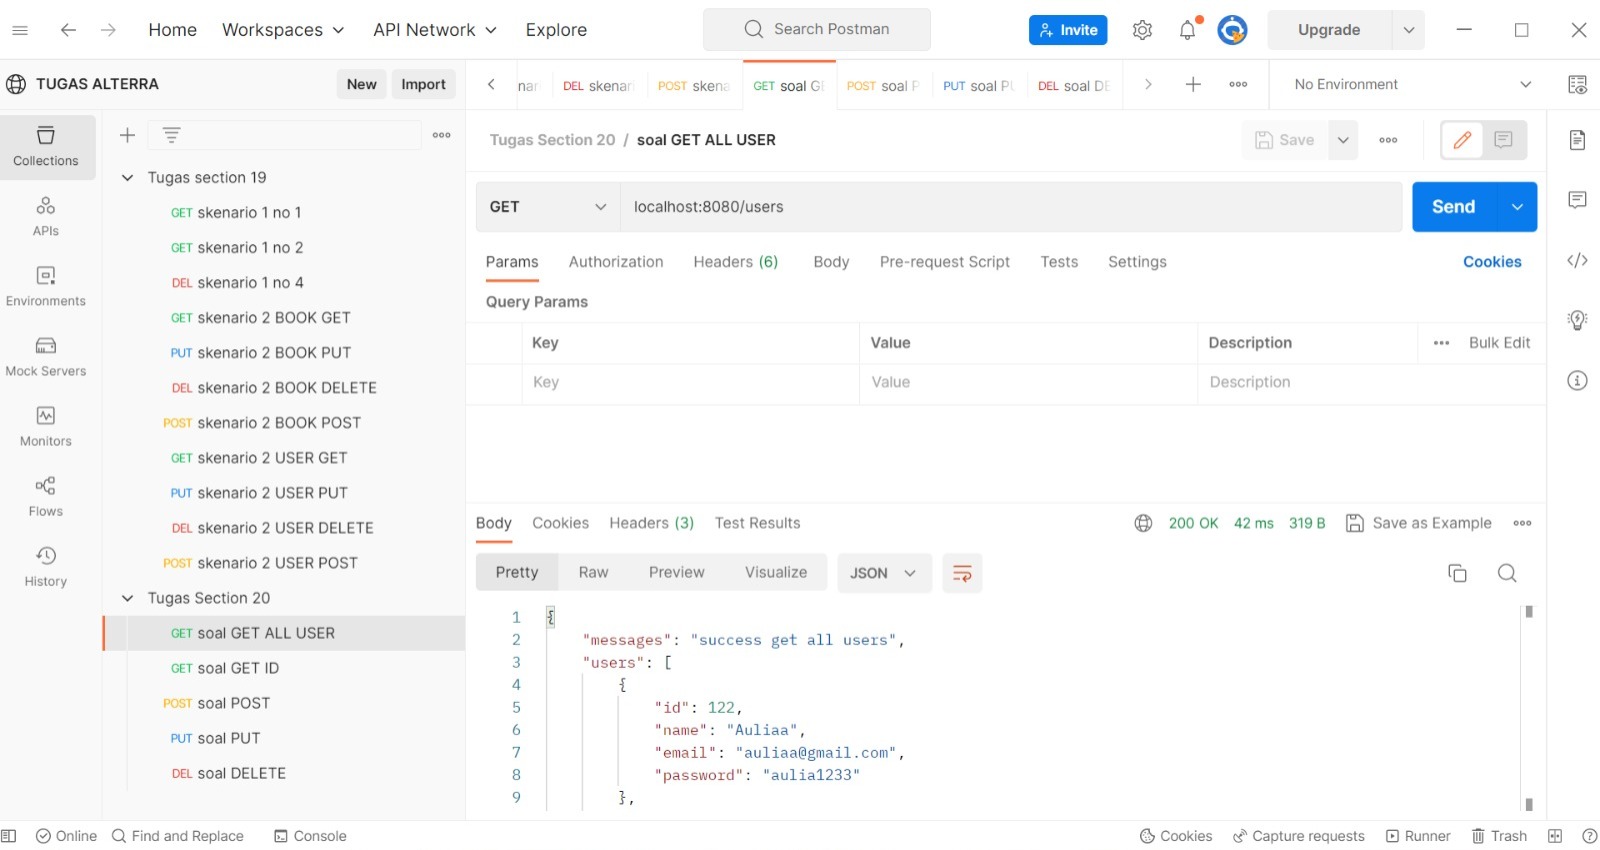 Home Workspaces API Network Explore Search Postman Invite Upgrade
TUGAS ALTERRA New Import
DEL skenari POST skena GET soal G POST soal P PUT soal PU DEL soal DE No Environment
Collections
APIs
Environments
Mock Servers
Monitors
Flows
History
Tugas section 19
GET skenario 1 no 1
GET skenario 1 no 2
DEL skenario 1 no 4
GET skenario 2 BOOK GET
PUT skenario 2 BOOK PUT
DEL skenario 2 BOOK DELETE
POST skenario 2 BOOK POST
GET skenario 2 USER GET
PUT skenario 2 USER PUT
DEL skenario 2 USER DELETE
POST skenario 2 USER POST
Tugas Section 20
GET soal GET ALL USER
GET soal GET ID
POST soal POST
PUT soal PUT
DEL soal DELETE
Tugas Section 20 / soal GET ALL USER Save
GET localhost:8080/users Send
Params Authorization Headers (6) Body Pre-request Script Tests Settings Cookies
Query Params
Key Value Description Bulk Edit
Key Value Description
Body Cookies Headers (3) Test Results 200 OK 42 ms 319 B Save as Example
Pretty Raw Preview Visualize JSON
1 {
2 "messages": "success get all users",
3 "users": [
4 {
5 "id": 122,
6 "name": "Auliaa",
7 "email": "auliaa@gmail.com",
8 "password": "aulia1233"
9 },
Online Find and Replace Console Cookies Capture requests Runner Trash